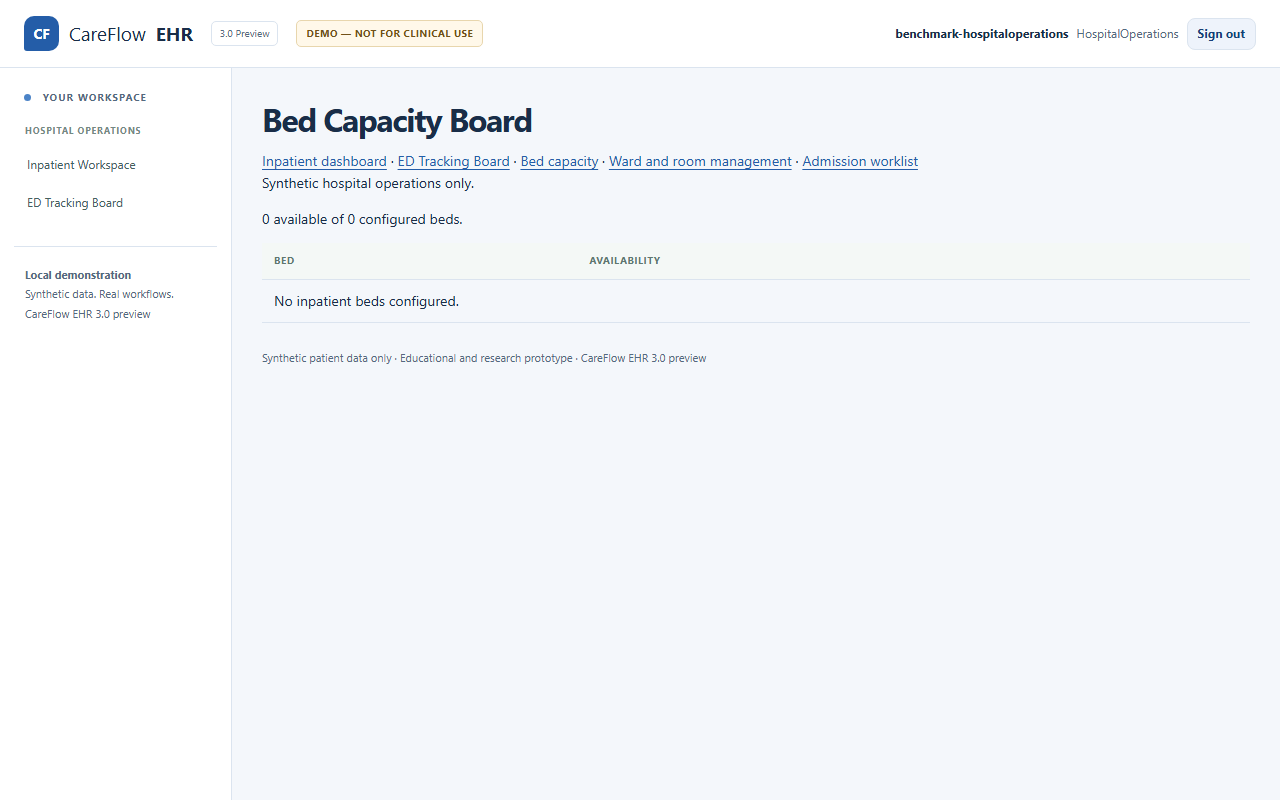 CF CareFlow EHR 3.0 Preview DEMO — NOT FOR CLINICAL USE benchmark-hospitaloperations HospitalOperations Sign out
YOUR WORKSPACE
HOSPITAL OPERATIONS
Inpatient Workspace
ED Tracking Board
Local demonstration
Synthetic data. Real workflows.
CareFlow EHR 3.0 preview
Bed Capacity Board
Inpatient dashboard · ED Tracking Board · Bed capacity · Ward and room management · Admission worklist
Synthetic hospital operations only.
0 available of 0 configured beds.
BED AVAILABILITY
No inpatient beds configured.
Synthetic patient data only · Educational and research prototype · CareFlow EHR 3.0 preview